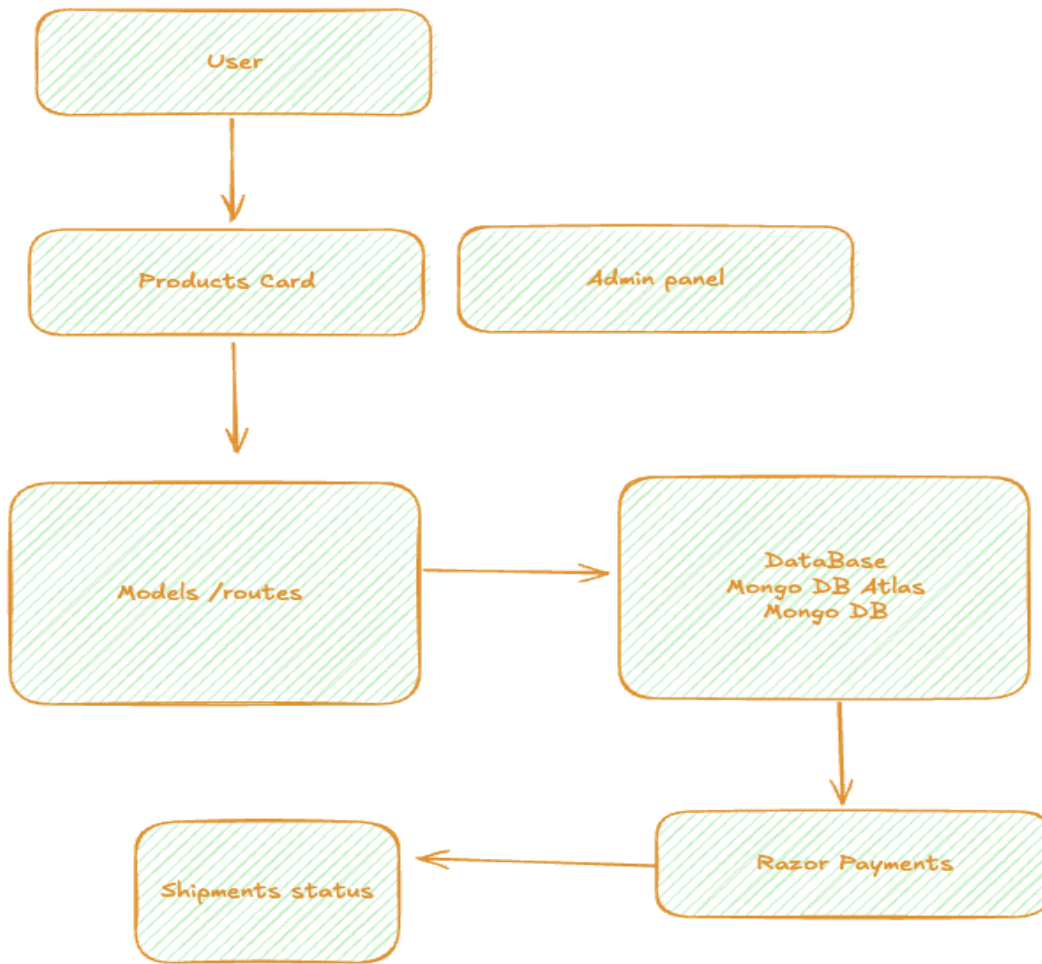 User
Products Card
Admin panel
Models /routes
DataBase
Mongo DB Atlas
Mongo DB
Razor Payments
Shipments status